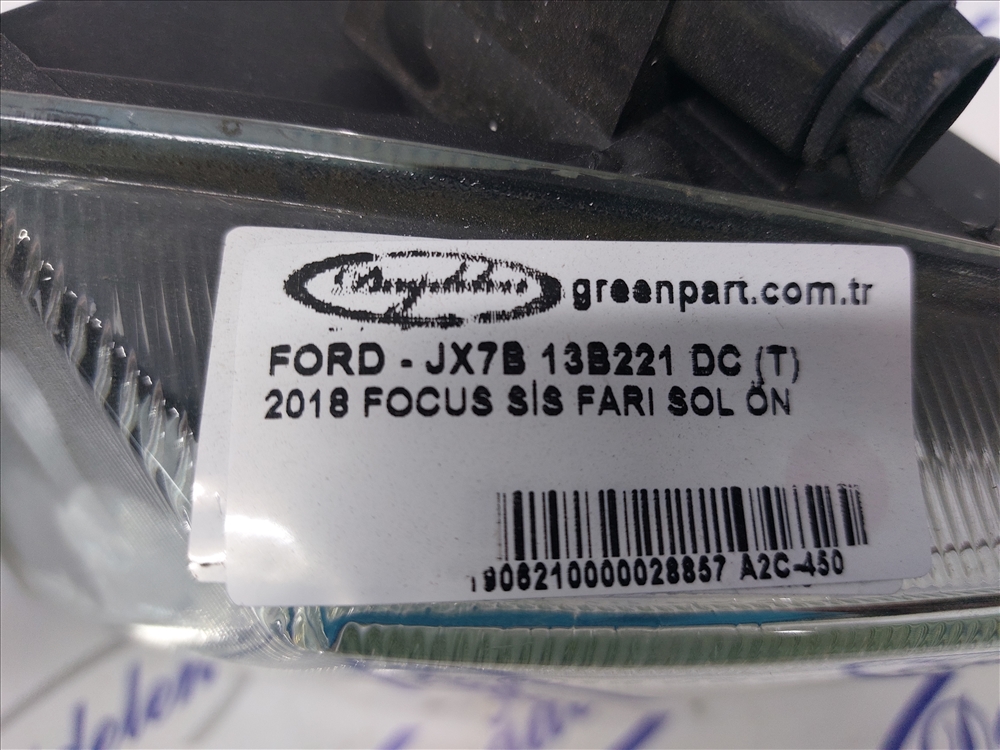 greenpart.com.tr
FORD - JX7B 13B221 DC (T)
2018 FOCUS SİS FARI SOL ÖN
1906210000028857 A2C-450